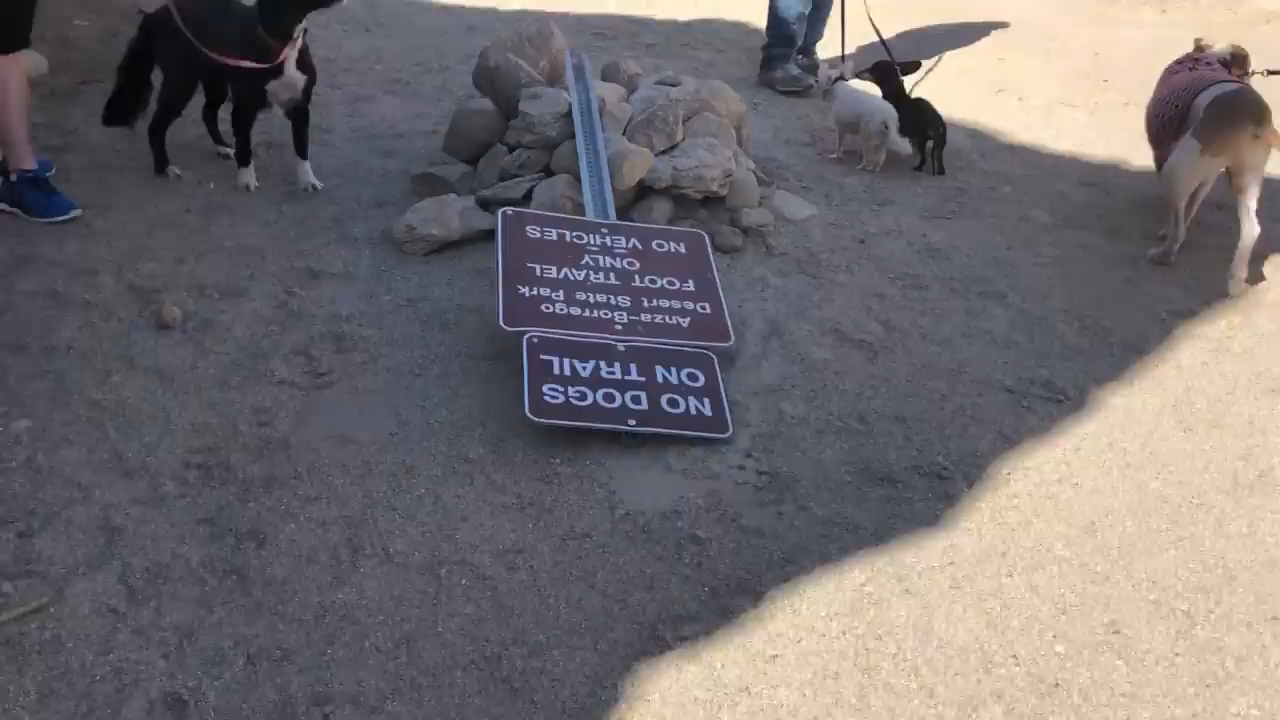 Anza-Borrego
Desert State Park
FOOT TRAVEL
ONLY
NO VEHICLES
NO DOGS
ON TRAIL